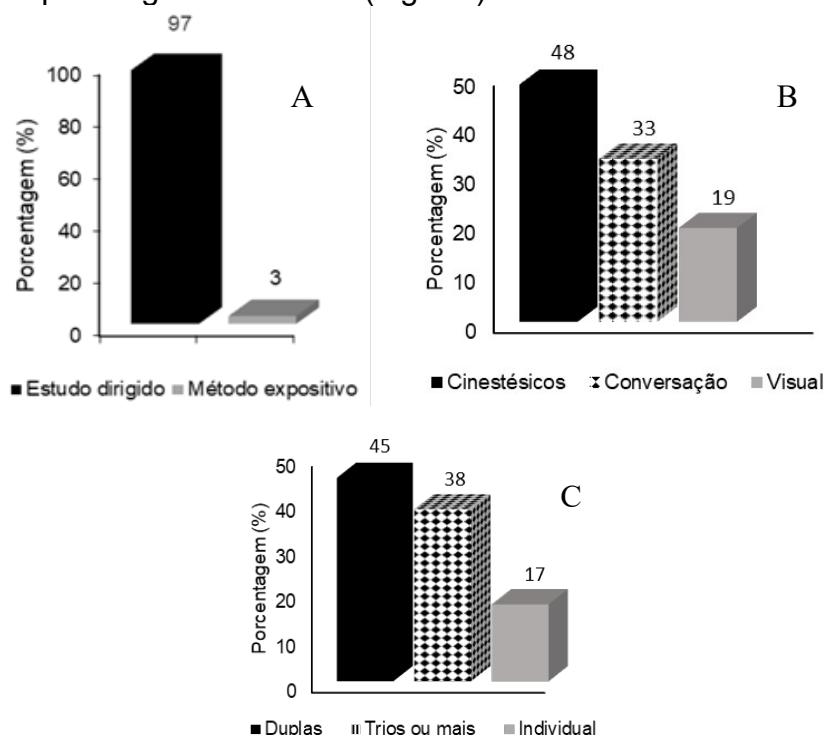 97
A
100
80
60
40
20
0
Porcentagem (%)
3
■ Estudo dirigido ■ Método expositivo
B
50
40
30
20
10
0
Porcentagem (%)
48
33
19
■ Cinestésicos Conversação ■ Visual
C
50
40
30
20
10
0
Porcentagem (%)
45
38
17
■ Duplas Trios ou mais ■ Individual